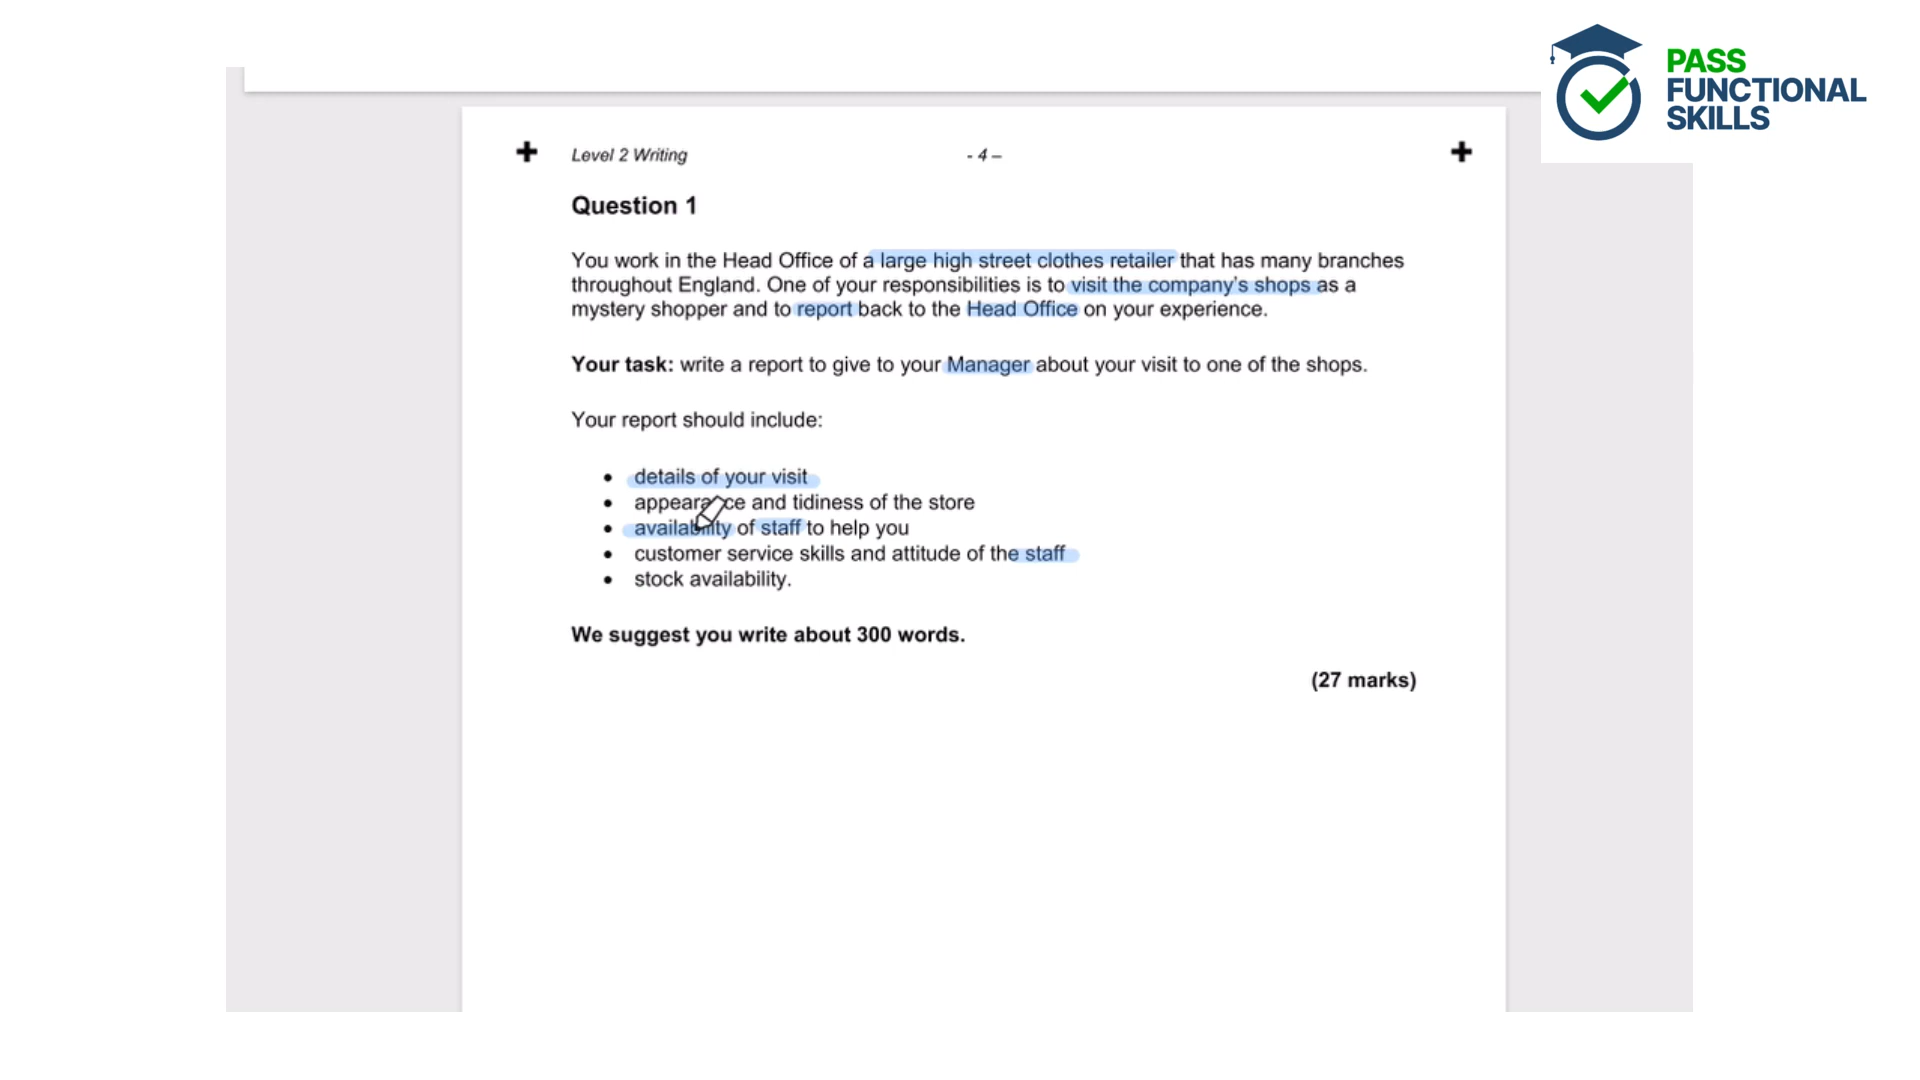 PASS
FUNCTIONAL
SKILLS
Level 2 Writing - 4 –
Question 1
You work in the Head Office of a large high street clothes retailer that has many branches
throughout England. One of your responsibilities is to visit the company's shops as a
mystery shopper and to report back to the Head Office on your experience.
Your task: write a report to give to your Manager about your visit to one of the shops.
Your report should include:
• details of your visit
• appearance and tidiness of the store
• availability of staff to help you
• customer service skills and attitude of the staff
• stock availability.
We suggest you write about 300 words.
(27 marks)